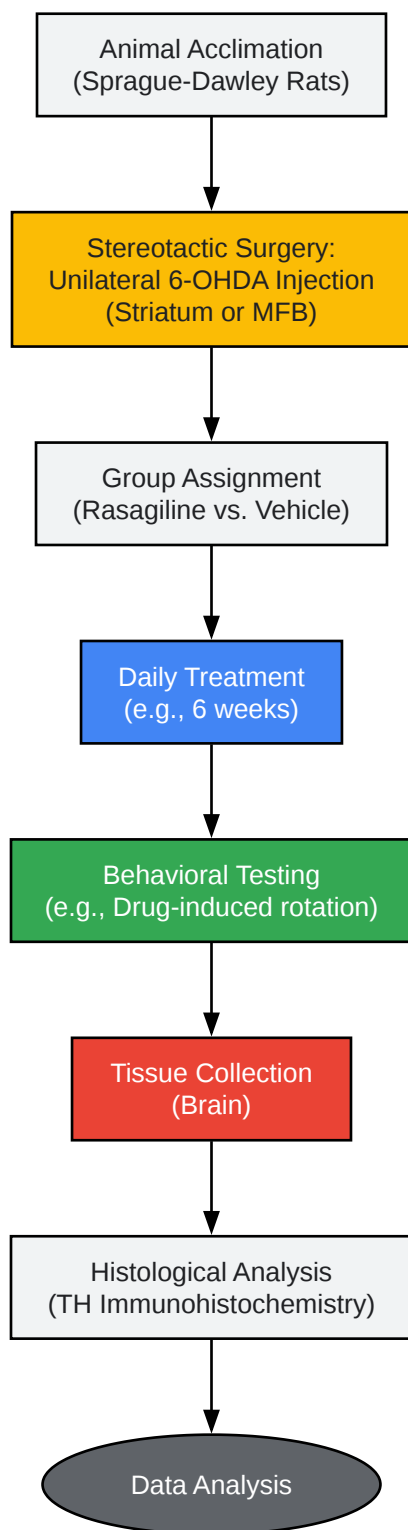 Animal Acclimation
(Sprague-Dawley Rats)
Stereotactic Surgery:
Unilateral 6-OHDA Injection
(Striatum or MFB)
Group Assignment
(Rasagiline vs. Vehicle)
Daily Treatment
(e.g., 6 weeks)
Behavioral Testing
(e.g., Drug-induced rotation)
Tissue Collection
(Brain)
Histological Analysis
(TH Immunohistochemistry)
Data Analysis